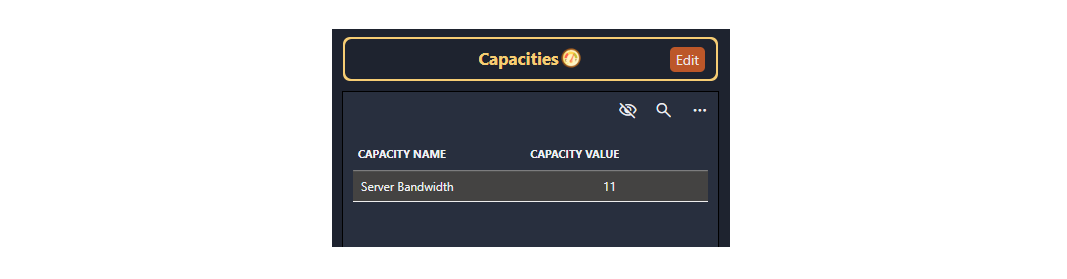 Capacities
Edit
CAPACITY NAME CAPACITY VALUE
Server Bandwidth 11